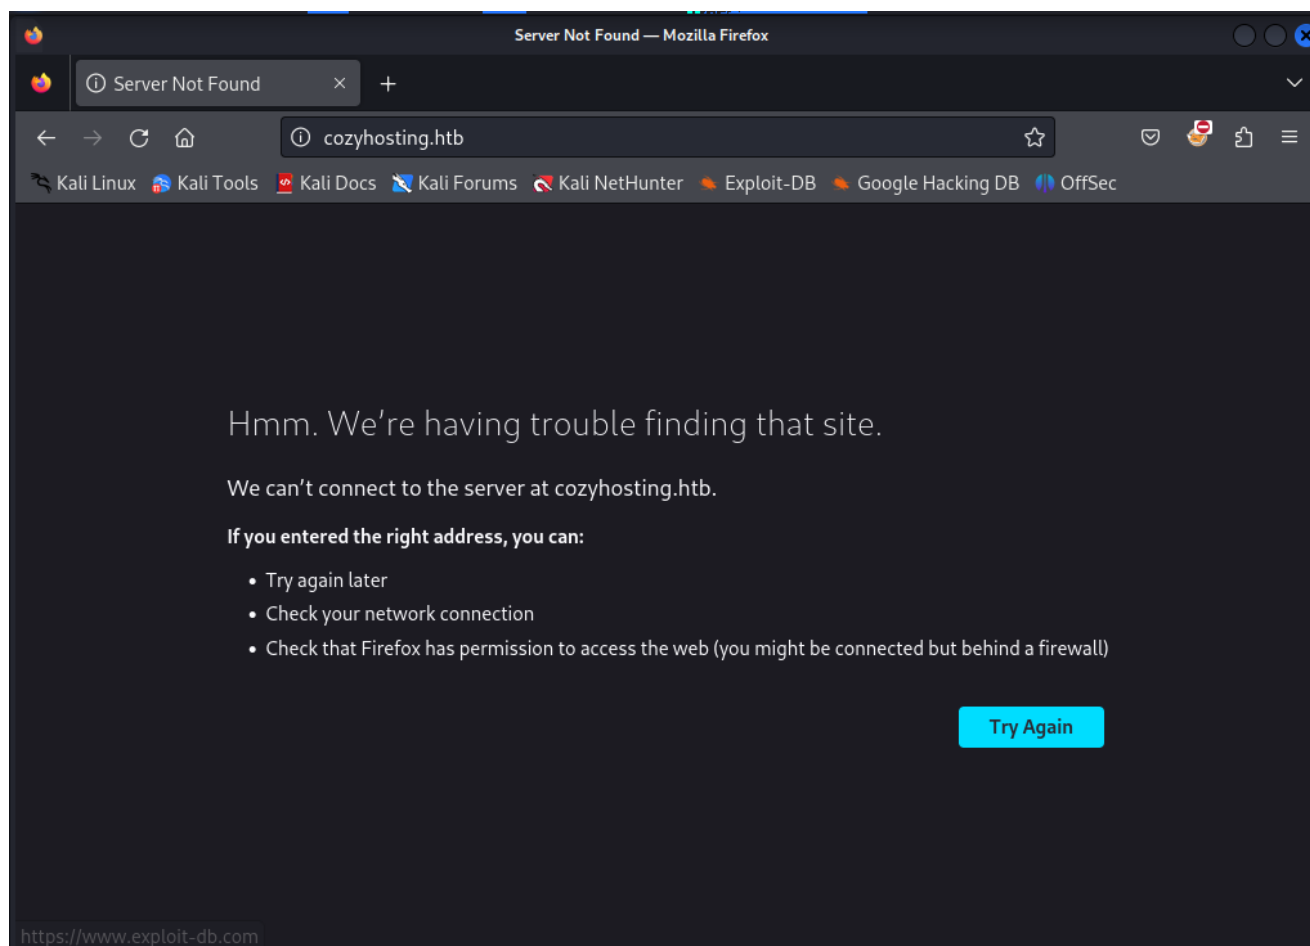 Server Not Found — Mozilla Firefox
Server Not Found
cozyhosting.htb
Kali Linux Kali Tools Kali Docs Kali Forums Kali NetHunter Exploit-DB Google Hacking DB OffSec
Hmm. We're having trouble finding that site.
We can't connect to the server at cozyhosting.htb.
If you entered the right address, you can:
• Try again later
• Check your network connection
• Check that Firefox has permission to access the web (you might be connected but behind a firewall)
Try Again
https://www.exploit-db.com